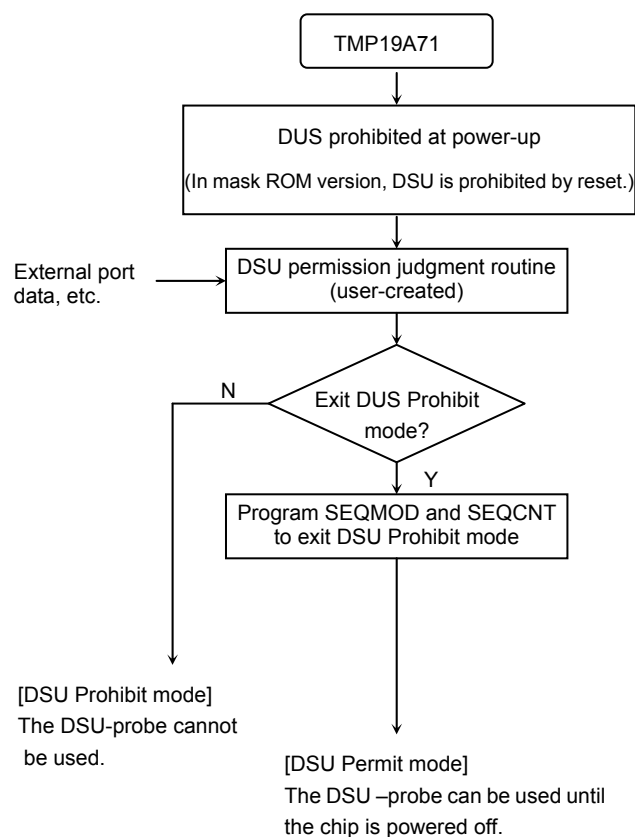 TMP19A71
DUS prohibited at power-up
(In mask ROM version, DSU is prohibited by reset.)
External port
data, etc.
DSU permission judgment routine
(user-created)
N
Exit DUS Prohibit
mode?
Y
Program SEQMOD and SEQCNT
to exit DSU Prohibit mode
[DSU Prohibit mode]
The DSU-probe cannot
be used.
[DSU Permit mode]
The DSU –probe can be used until
the chip is powered off.